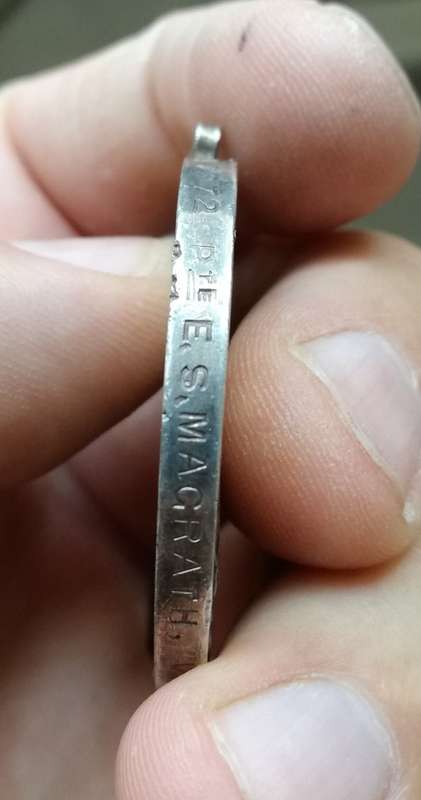 72 PTE E. S. MAGRATH.